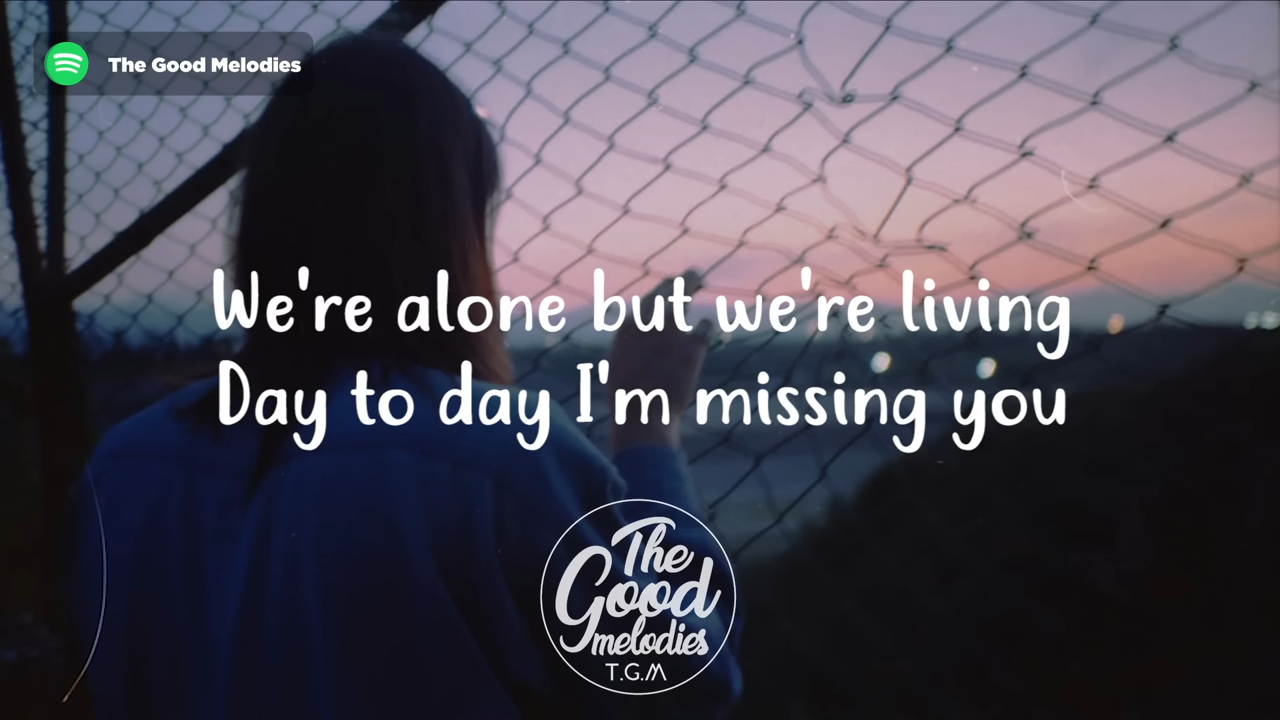 The Good Melodies
We're alone but we're living
Day to day I'm missing you
The
Good
melodies
T.G.M